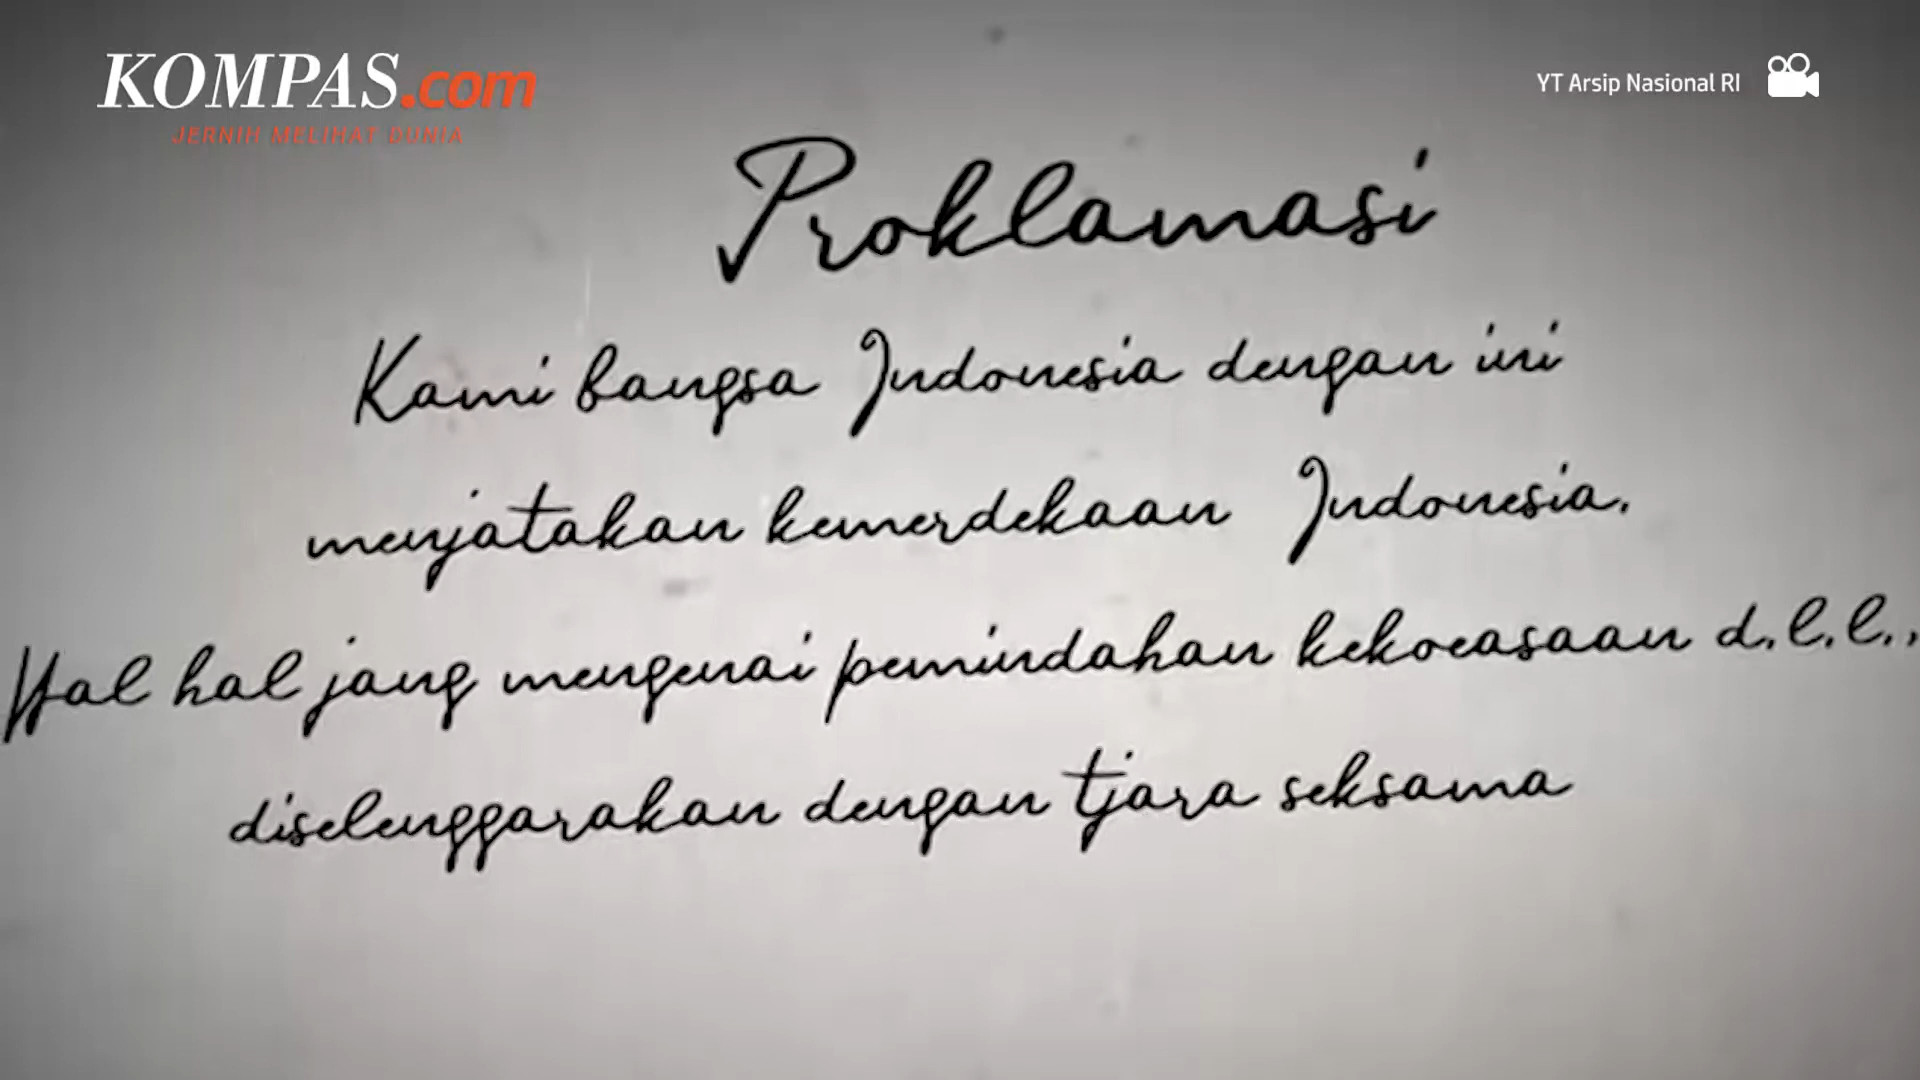 KOMPAS.com
JERNIH MELIHAT DUNIA
YT Arsip Nasional RI
Proklamasi
Kami bangsa Indonesia dengan ini
menjatakan kemerdekaan Indonesia.
Hal hal jang mengenai pemindahan kekoeasaan d.l.l.,
diselenggarakan dengan tjara seksama